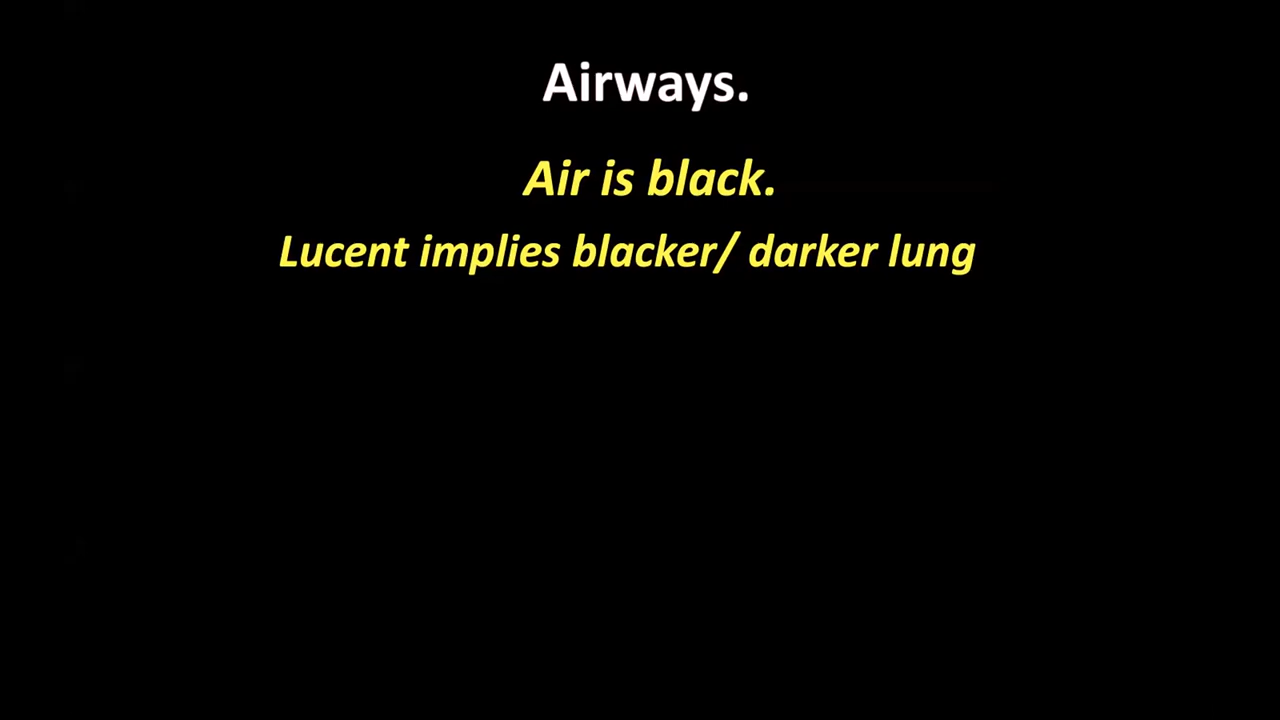 Airways.
Air is black.
Lucent implies blacker/ darker lung